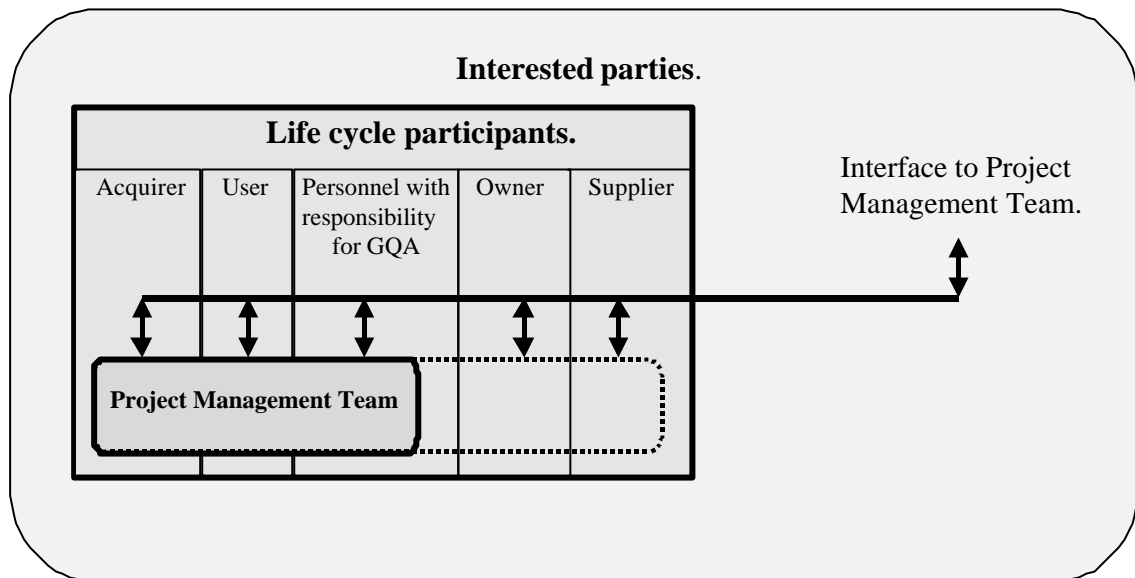 Interested parties.
Life cycle participants.
Acquirer
User
Personnel with
responsibility
for GQA
Owner
Supplier
Interface to Project
Management Team.
Project Management Team